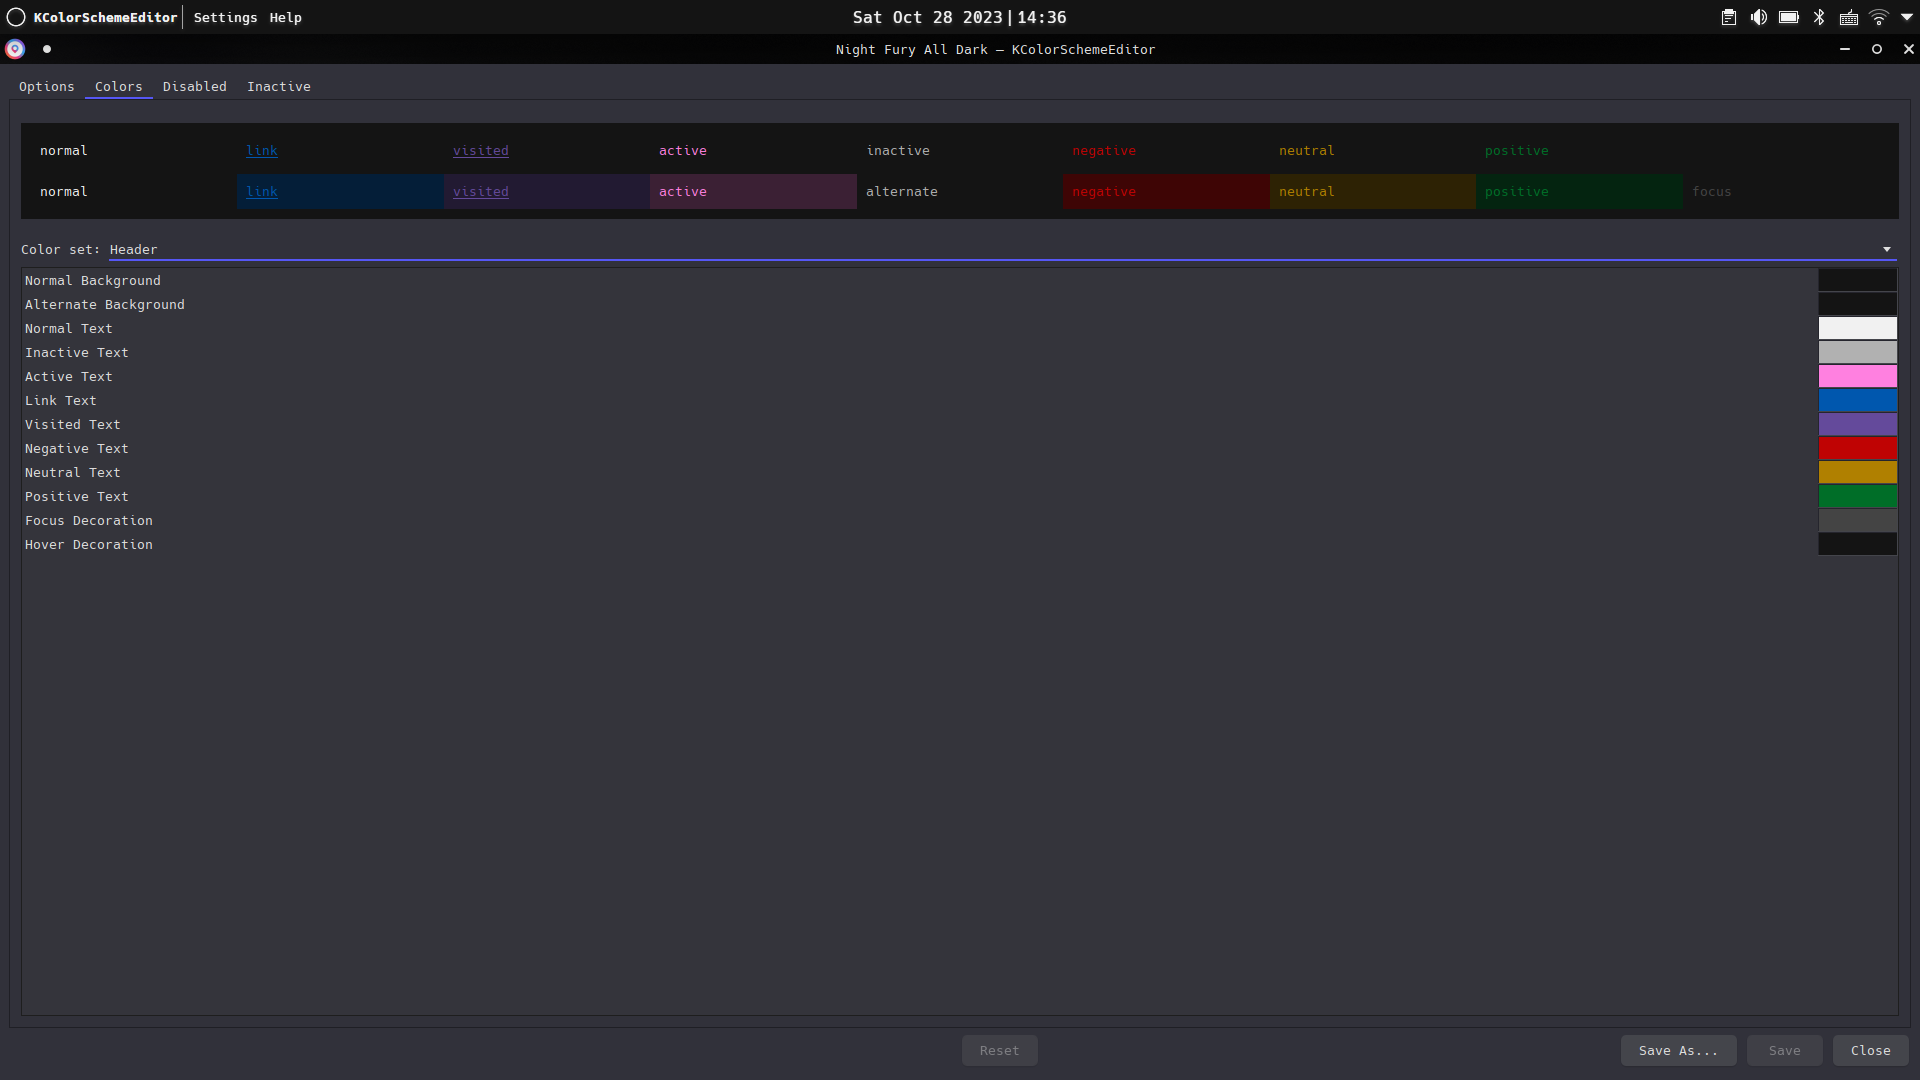 KColorSchemeEditor Settings Help Sat Oct 28 2023|14:36
Night Fury All Dark — KColorSchemeEditor
Options Colors Disabled Inactive
normal link visited active inactive negative neutral positive
normal link visited active alternate negative neutral positive focus
Color set: Header
Normal Background
Alternate Background
Normal Text
Inactive Text
Active Text
Link Text
Visited Text
Negative Text
Neutral Text
Positive Text
Focus Decoration
Hover Decoration
Reset Save As... Save Close